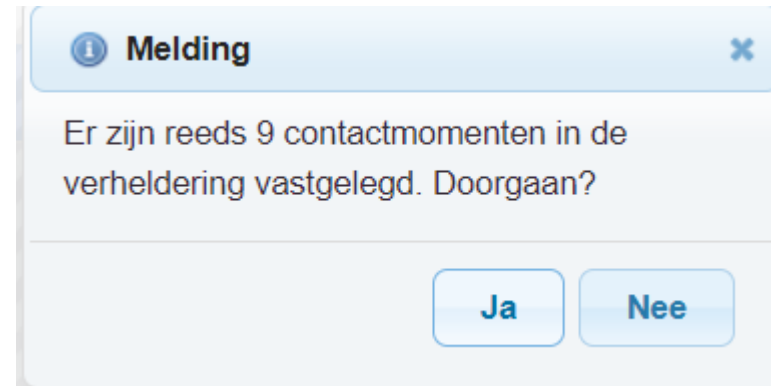 Melding
Er zijn reeds 9 contactmomenten in de
verheldering vastgelegd. Doorgaan?
Ja
Nee